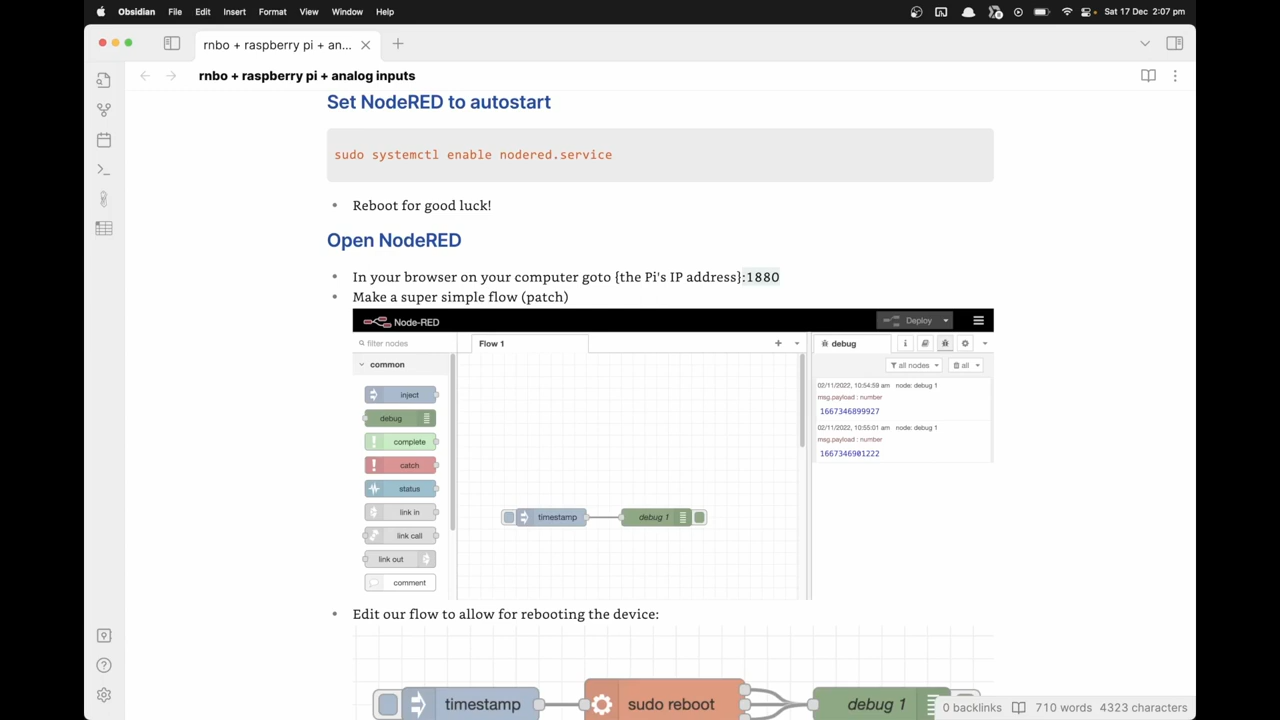 Obsidian File Edit Insert Format View Window Help Sat 17 Dec 2:07 pm
rnbo + raspberry pi + an...
rnbo + raspberry pi + analog inputs
Set NodeRED to autostart
sudo systemctl enable nodered.service
Reboot for good luck!
Open NodeRED
In your browser on your computer goto {the Pi's IP address}:1880
Make a super simple flow (patch)
Node-RED Deploy
filter nodes Flow 1 debug
common
all nodes all
inject
02/11/2022, 10:54:59 am node: debug 1
msg.payload : number
1667346899927
debug
02/11/2022, 10:55:01 am node: debug 1
msg.payload : number
1667346901222
complete
catch
status
link in
timestamp debug 1
link call
link out
comment
Edit our flow to allow for rebooting the device:
timestamp sudo reboot debug 1
0 backlinks 710 words 4323 characters